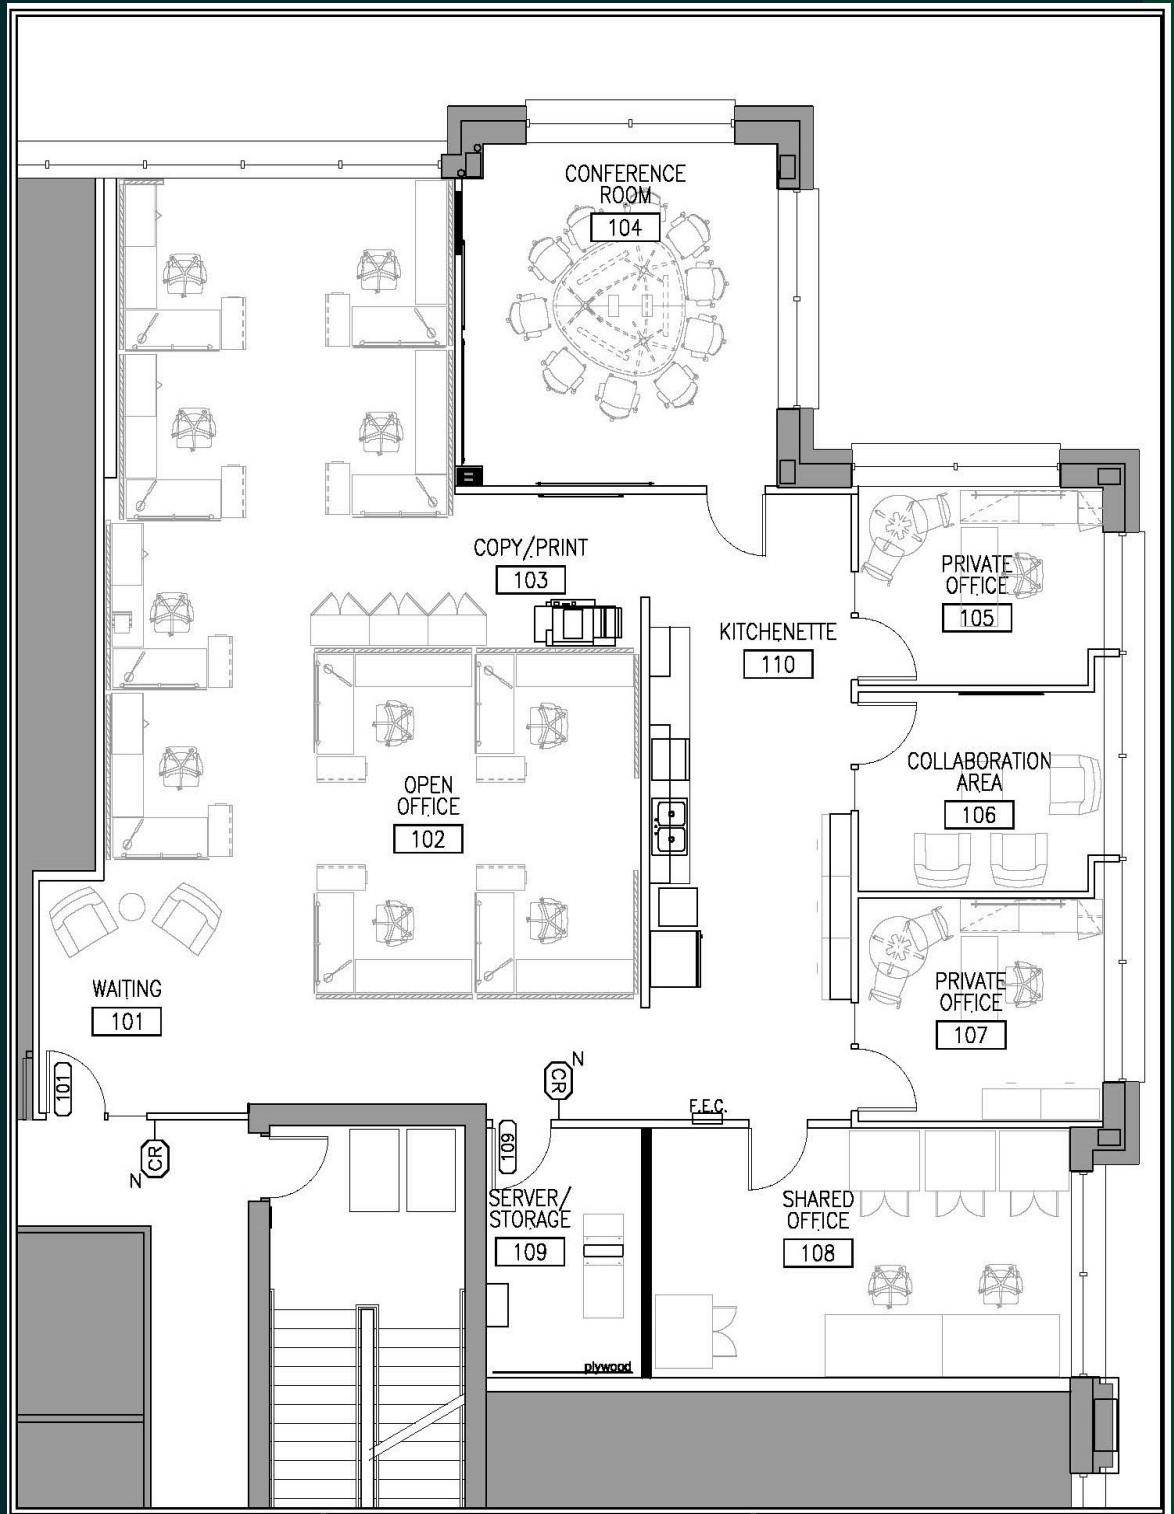 CONFERENCE
ROOM
104
COPY/PRINT
103
PRIVATE
OFFICE
105
KITCHENETTE
110
COLLABORATION
AREA
106
OPEN
OFFICE
102
PRIVATE
OFFICE
107
WAITING
101
101
N
CR
F.E.C.
CR
N
109
SERVER/
STORAGE
109
SHARED
OFFICE
108
plywood